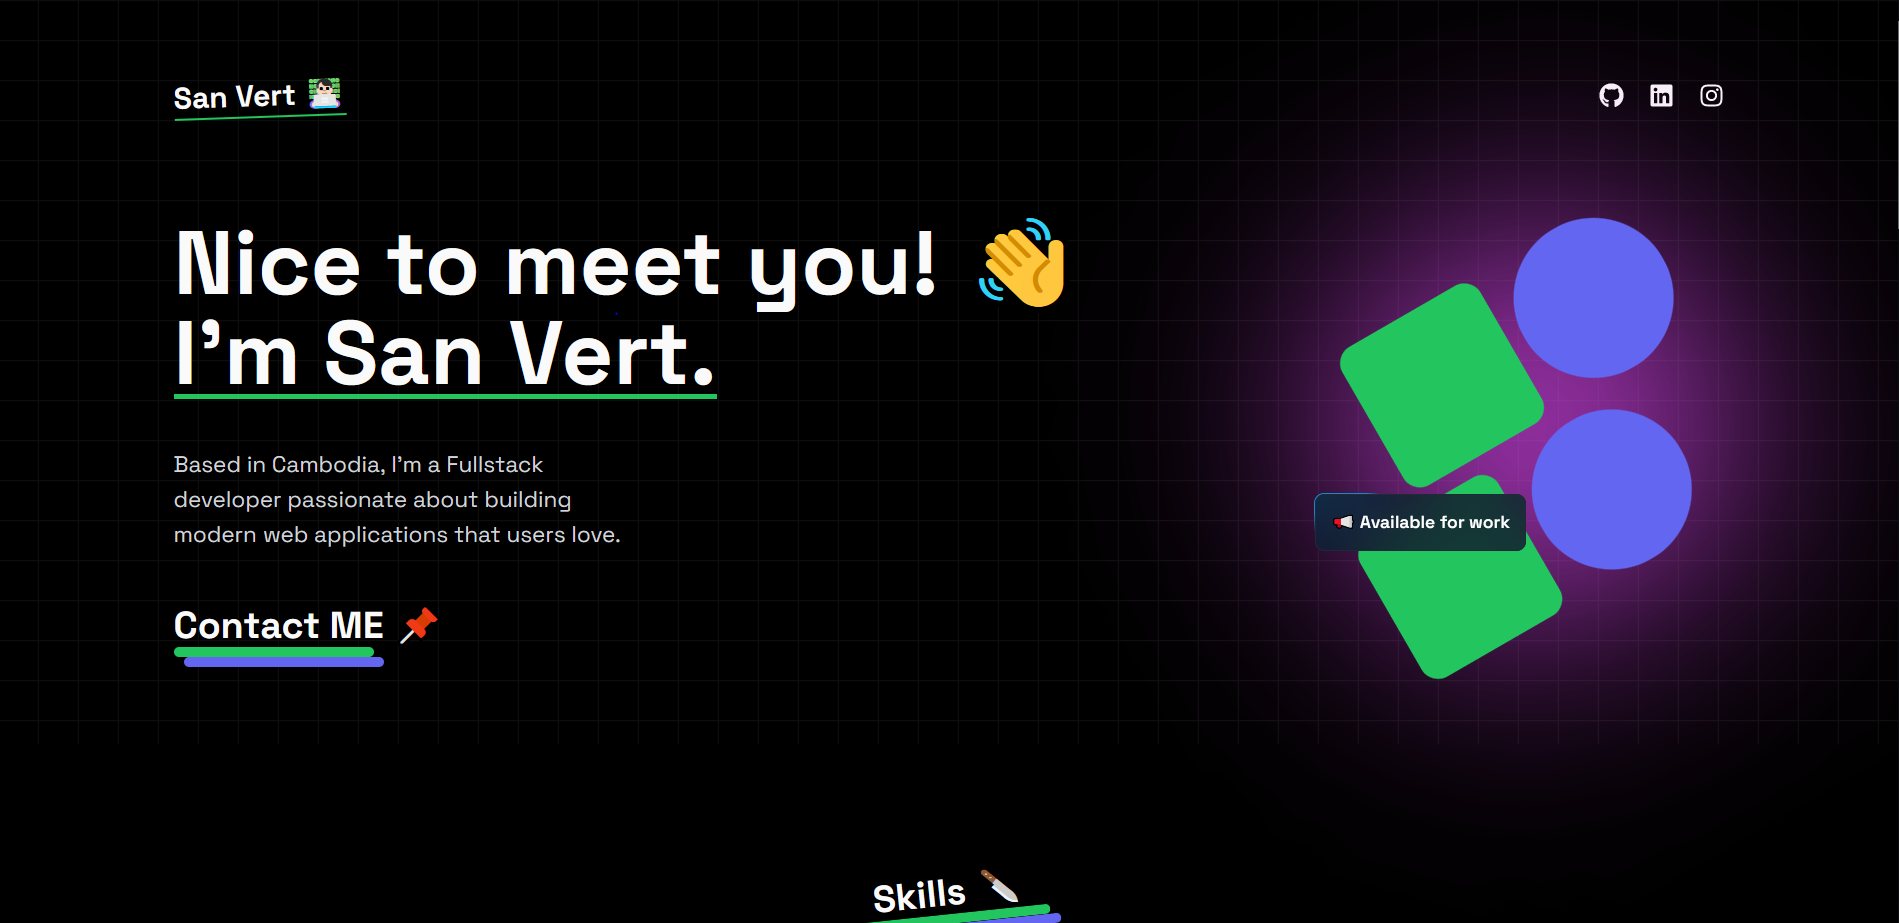 San Vert
Nice to meet you! 👋
I'm San Vert.
Based in Cambodia, I'm a Fullstack
developer passionate about building
modern web applications that users love.
Available for work
Contact ME 📌
Skills 🔪